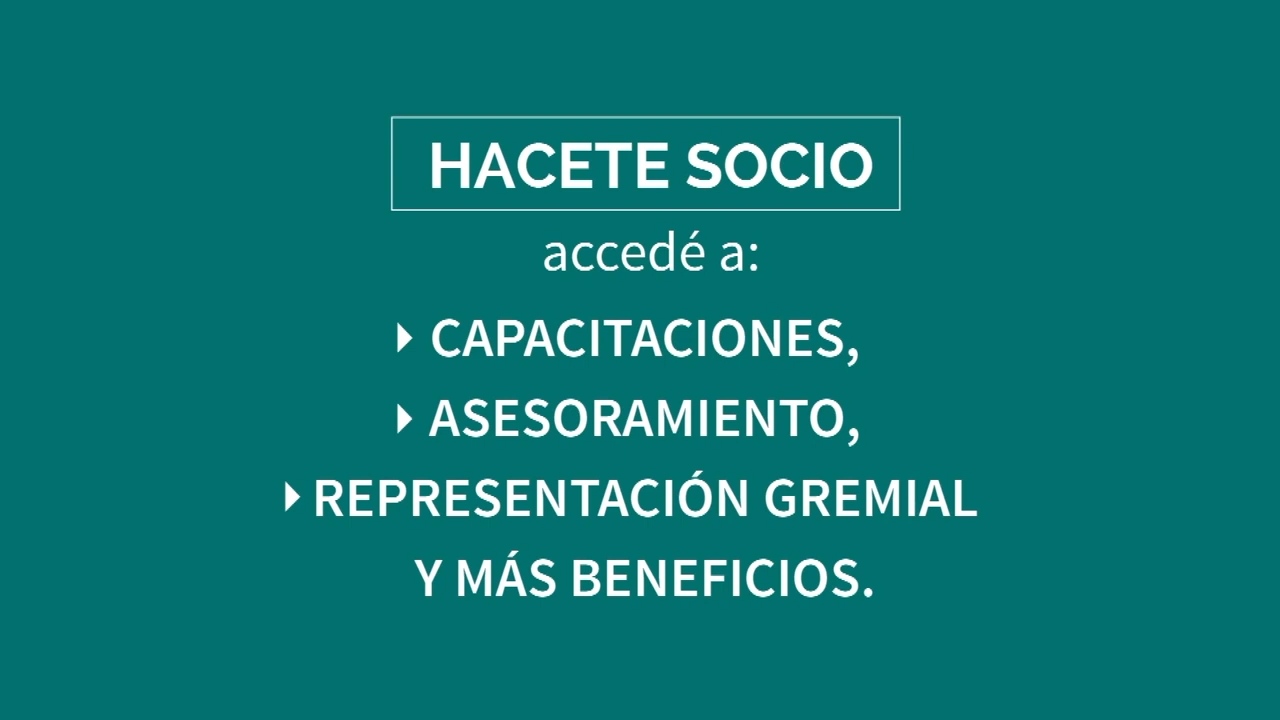 HACETE SOCIO
accedé a:
CAPACITACIONES,
ASESORAMIENTO,
REPRESENTACIÓN GREMIAL
Y MÁS BENEFICIOS.